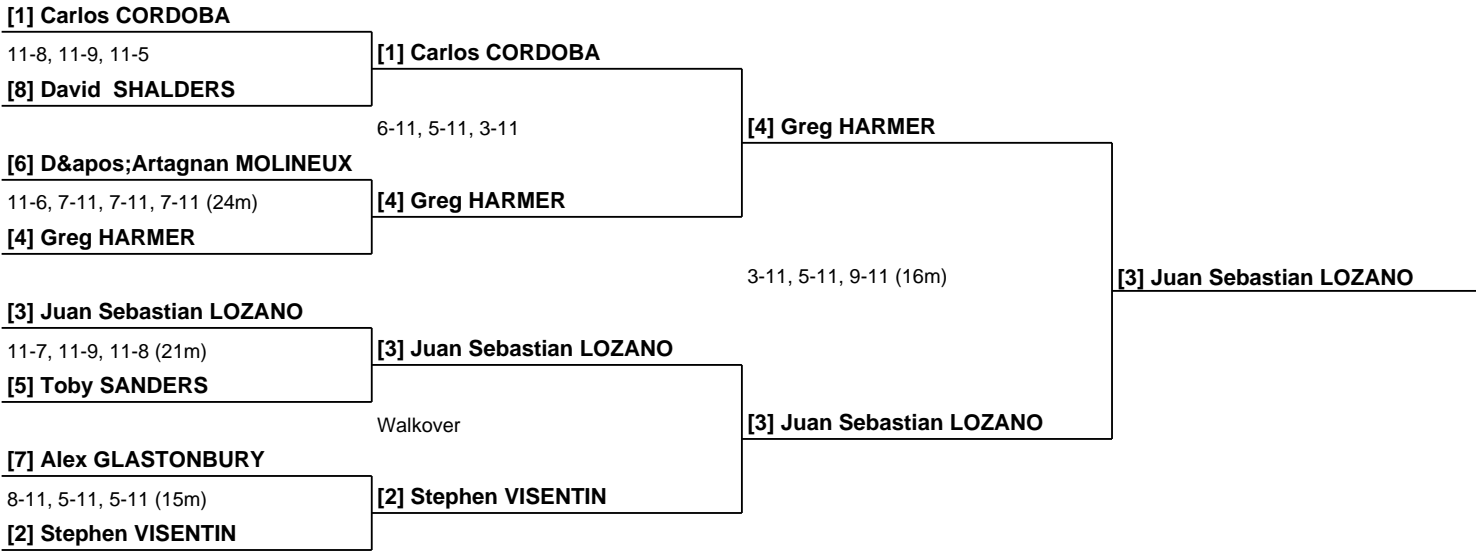 [1] Carlos CORDOBA
11-8, 11-9, 11-5
[8] David  SHALDERS
[6] D&apos;Artagnan MOLINEUX
11-6, 7-11, 7-11, 7-11 (24m)
[4] Greg HARMER
[3] Juan Sebastian LOZANO
11-7, 11-9, 11-8 (21m)
[5] Toby SANDERS
[7] Alex GLASTONBURY
8-11, 5-11, 5-11 (15m)
[2] Stephen VISENTIN
[1] Carlos CORDOBA
6-11, 5-11, 3-11
[4] Greg HARMER
[3] Juan Sebastian LOZANO
Walkover
[2] Stephen VISENTIN
[4] Greg HARMER
3-11, 5-11, 9-11 (16m)
[3] Juan Sebastian LOZANO
[3] Juan Sebastian LOZANO